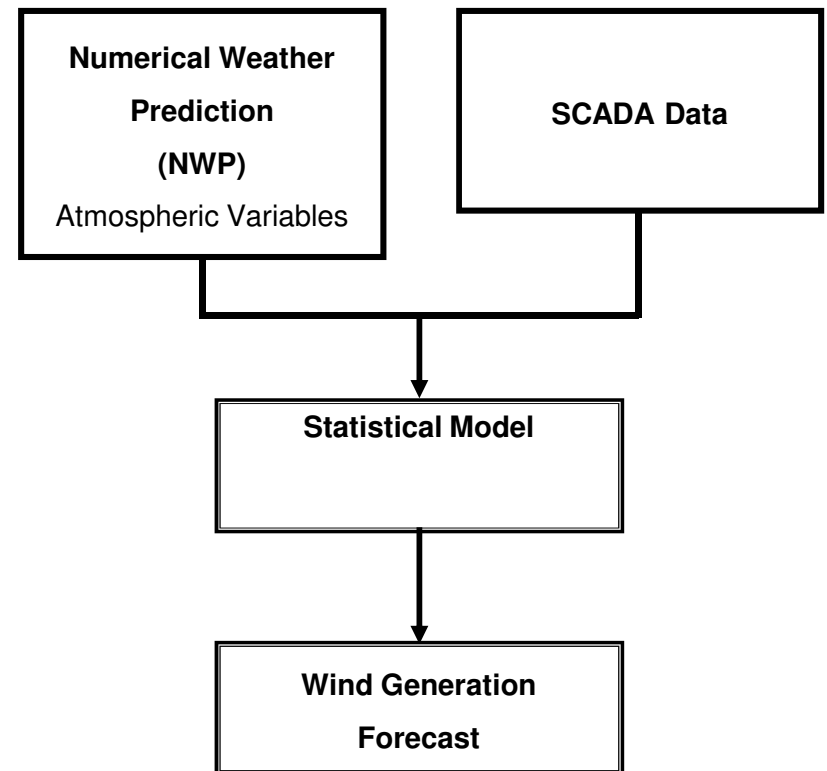 Numerical Weather
Prediction
(NWP)
Atmospheric Variables
SCADA Data
Statistical Model
Wind Generation
Forecast